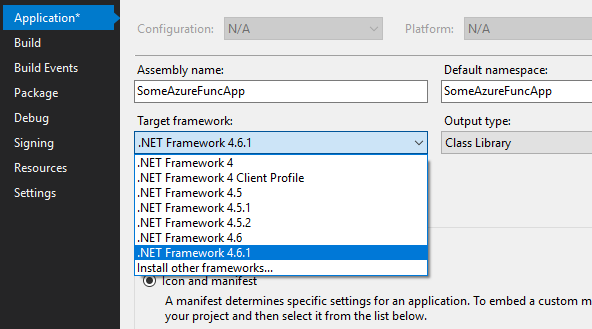 Application*
Build
Build Events
Package
Debug
Signing
Resources
Settings
Configuration: N/A Platform: N/A
Assembly name: Default namespace:
SomeAzureFuncApp SomeAzureFuncApp
Target framework: Output type:
.NET Framework 4.6.1 Class Library
.NET Framework 4
.NET Framework 4 Client Profile
.NET Framework 4.5
.NET Framework 4.5.1
.NET Framework 4.5.2
.NET Framework 4.6
.NET Framework 4.6.1
Install other frameworks...
Icon and manifest
A manifest determines specific settings for an application. To embed a custom m
your project and then select it from the list below.